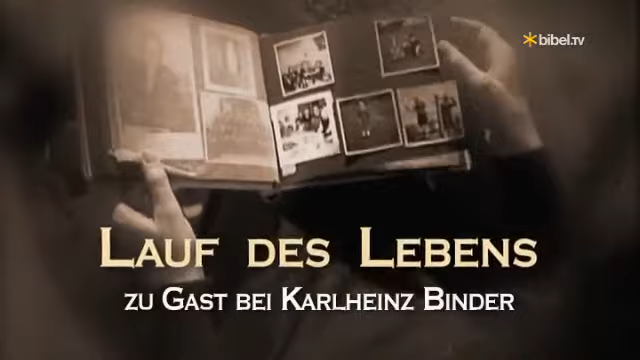 bibel.tv
LAUF DES LEBENS
ZU GAST BEI KARLHEINZ BINDER